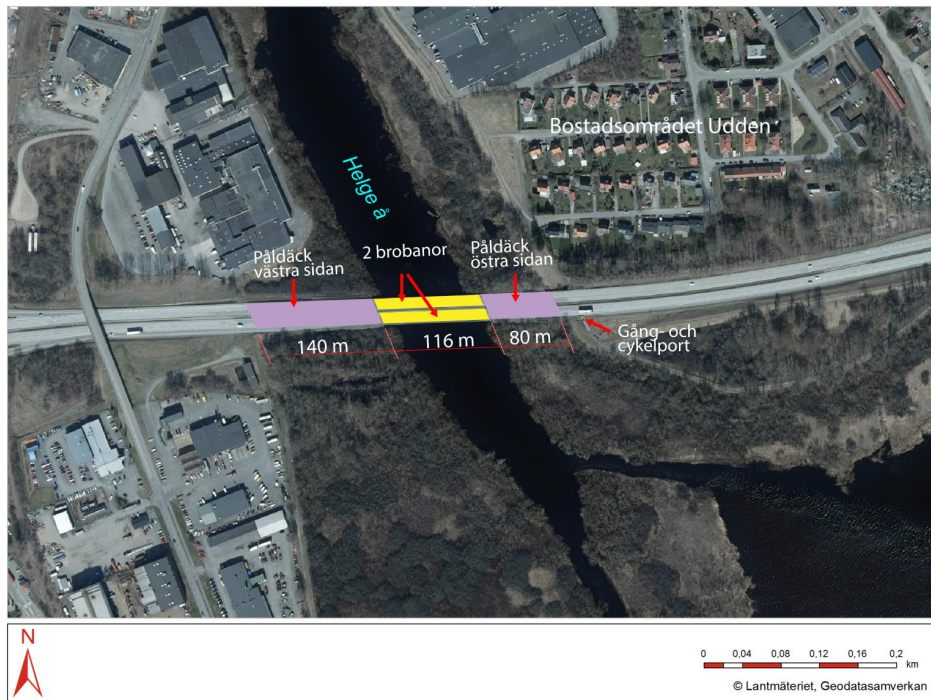 Bostadsområdet Udden
Helge å
Påldäck
västra sidan
2 brobanor
Påldäck
östra sidan
Gång- och
cykelport
140 m
116 m
80 m
N
0 0,04 0,08 0,12 0,16 0,2
km
© Lantmäteriet, Geodatasamverkan